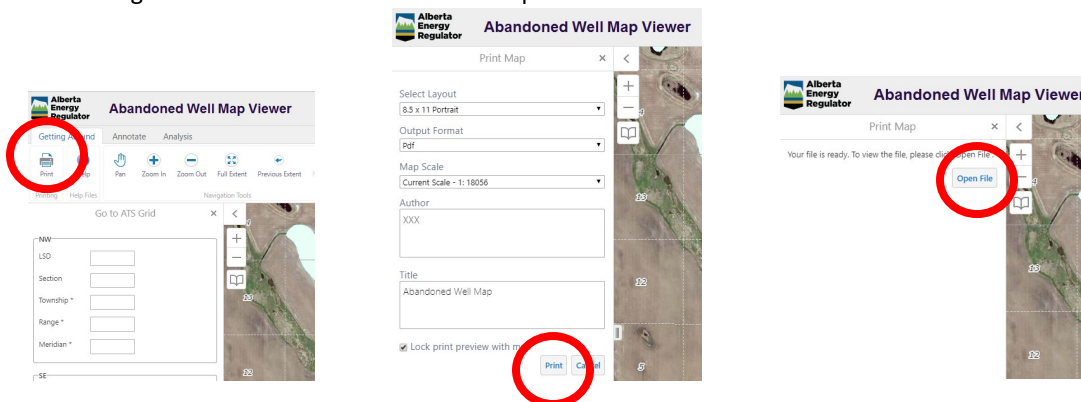 Alberta
Energy
Regulator
Abandoned Well Map Viewer
Getting Around Annotate Analysis
Print Help Pan Zoom In Zoom Out Full Extent Previous Extent
Printing Help Files Navigation Tools
Go to ATS Grid ×
NW
LSD
Section
Township *
Range *
Meridian *
SE
<
+
−
13
12
Alberta
Energy
Regulator
Abandoned Well Map Viewer
Print Map ×
Select Layout
8.5 x 11 Portrait
Output Format
Pdf
Map Scale
Current Scale - 1: 18056
Author
XXX
Title
Abandoned Well Map
Lock print preview with
Print
<
+
−
4
13
12
5
Alberta
Energy
Regulator
Abandoned Well Map Viewer
Print Map ×
Your file is ready. To view the file, please click Open File
Open File
<
+
13
12